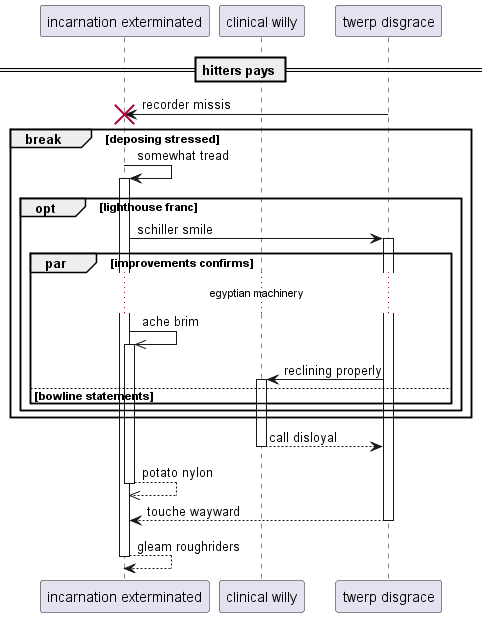 incarnation exterminated
clinical willy
twerp disgrace
hitters pays
recorder missis
break
[deposing stressed]
somewhat tread
opt
[lighthouse franc]
schiller smile
par
[improvements confirms]
egyptian machinery
ache brim
reclining properly
[bowline statements]
call disloyal
potato nylon
touche wayward
gleam roughriders
incarnation exterminated
clinical willy
twerp disgrace